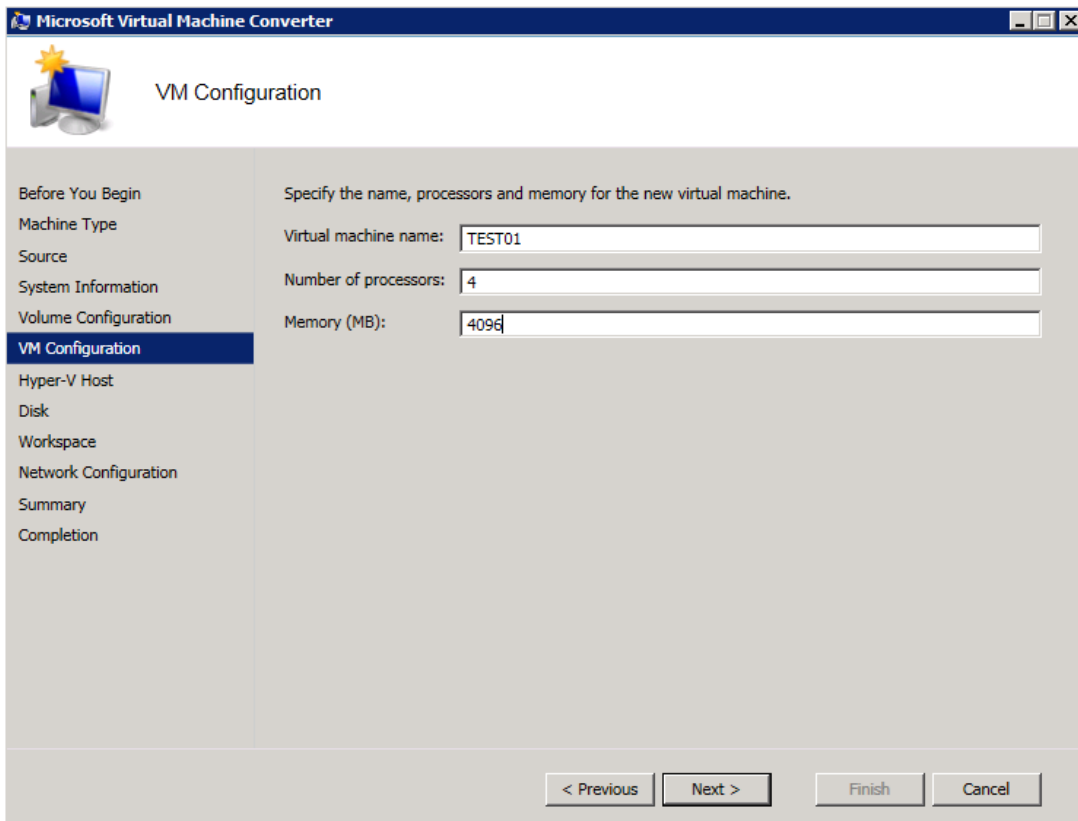 Microsoft Virtual Machine Converter
VM Configuration
Before You Begin
Machine Type
Source
System Information
Volume Configuration
VM Configuration
Hyper-V Host
Disk
Workspace
Network Configuration
Summary
Completion
Specify the name, processors and memory for the new virtual machine.
Virtual machine name: TEST01
Number of processors: 4
Memory (MB): 4096
< Previous Next > Finish Cancel